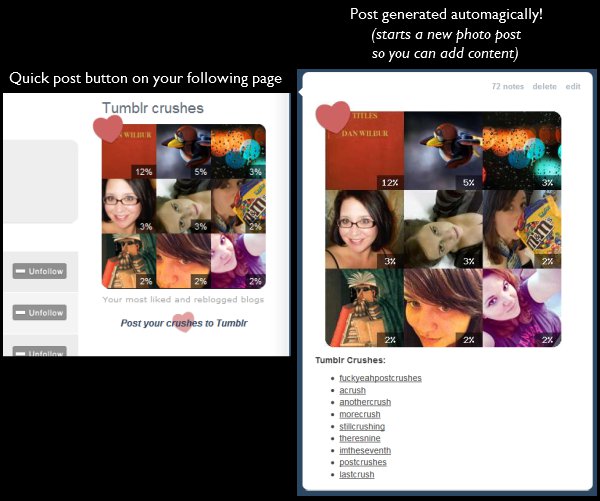 Post generated automagically!
(starts a new photo post
so you can add content)
Quick post button on your following page
Tumblr crushes
DAN WILBUR
12%
5%
3%
3%
3%
2%
2%
2%
2%
Unfollow
Unfollow
Unfollow
Your most liked and reblogged blogs
Post your crushes to Tumblr
72 notes delete edit
TITLES
DAN WILBUR
12%
5%
3%
3%
3%
2%
2%
2%
2%
Tumblr Crushes:
fuckyeahpostcrushes
acrush
anothercrush
morecrush
stillcrushing
theresnine
imtheseventh
postcrushes
lastcrush